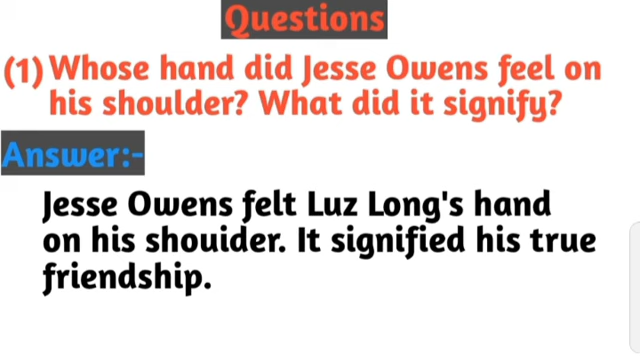 Questions
(1) Whose hand did Jesse Owens feel on
his shoulder? What did it signify?
Answer:-
Jesse Owens felt Luz Long's hand
on his shouider. It signified his true
friendship.